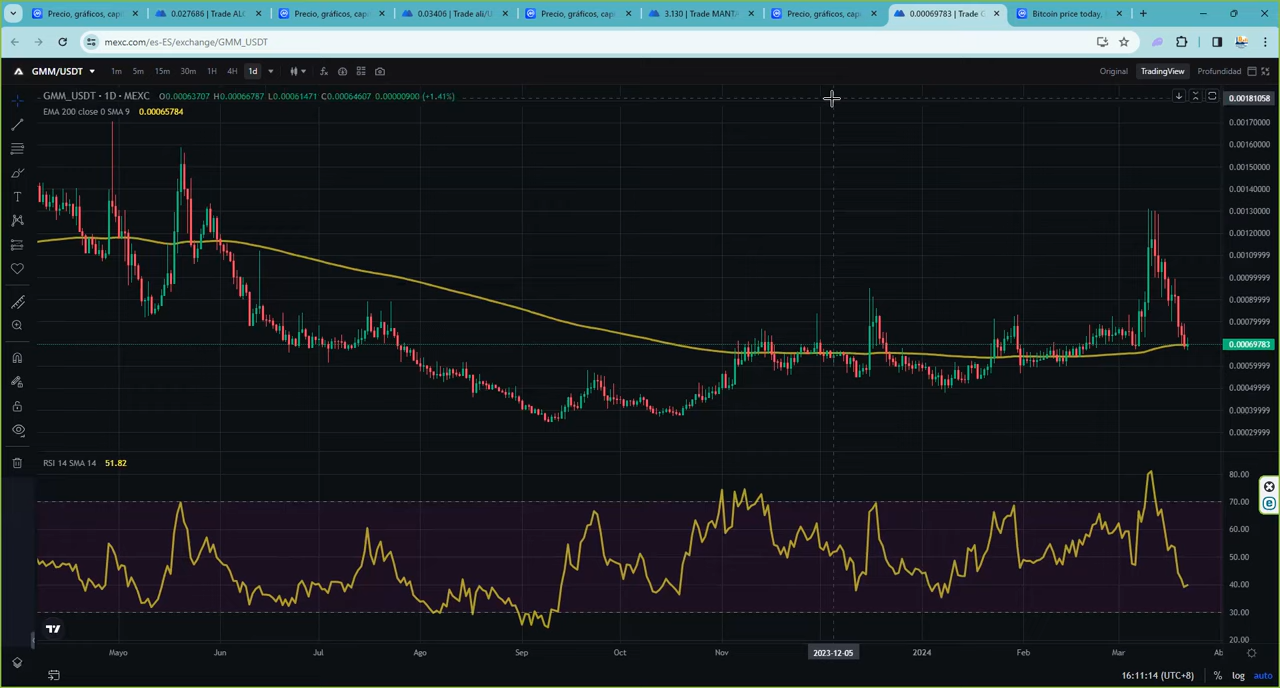 Precio, gráficos, cap
0.027686 | Trade ALC
Precio, gráficos, capi
0.03406 | Trade ali/U
Precio, gráficos, capi
3.130 | Trade MANTA
Precio, gráficos, capi
0.00069783 | Trade G
Bitcoin price today,
mexc.com/es-ES/exchange/GMM_USDT
GMM/USDT 1m 5m 15m 30m 1H 4H 1d Original TradingView Profundidad
GMM_USDT · 1D · MEXC O0.00063707 H0.00066787 L0.00061471 C0.00064607 0.00000900 (+1.41%)
EMA 200 close 0 SMA 9 0.00065784
0.00181058
0.00170000
0.00160000
0.00150000
0.00140000
0.00130000
0.00120000
0.00109999
0.00099999
0.00089999
0.00079999
0.00069783
0.00059999
0.00049999
0.00039999
0.00029999
RSI 14 SMA 14 51.82
80.00
70.00
60.00
50.00
40.00
30.00
20.00
Mayo Jun Jul Ago Sep Oct Nov 2023-12-05 2024 Feb Mar Ab
16:11:14 (UTC+8) % log auto